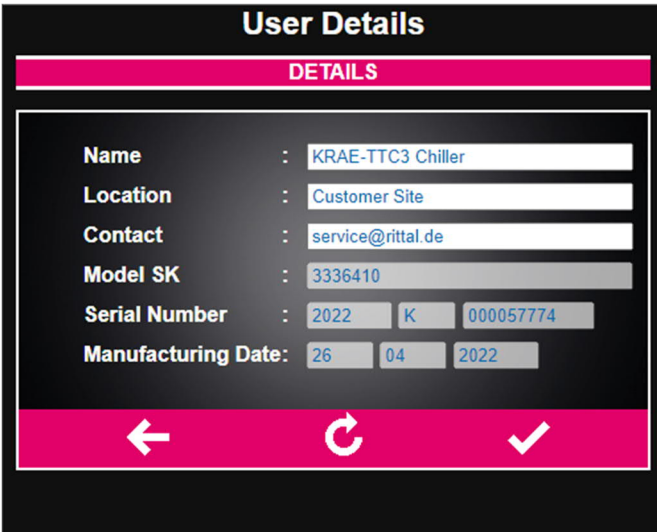 User Details
DETAILS
Name : KRAE-TTC3 Chiller
Location : Customer Site
Contact : service@rittal.de
Model SK : 3336410
Serial Number : 2022 K 000057774
Manufacturing Date: 26 04 2022